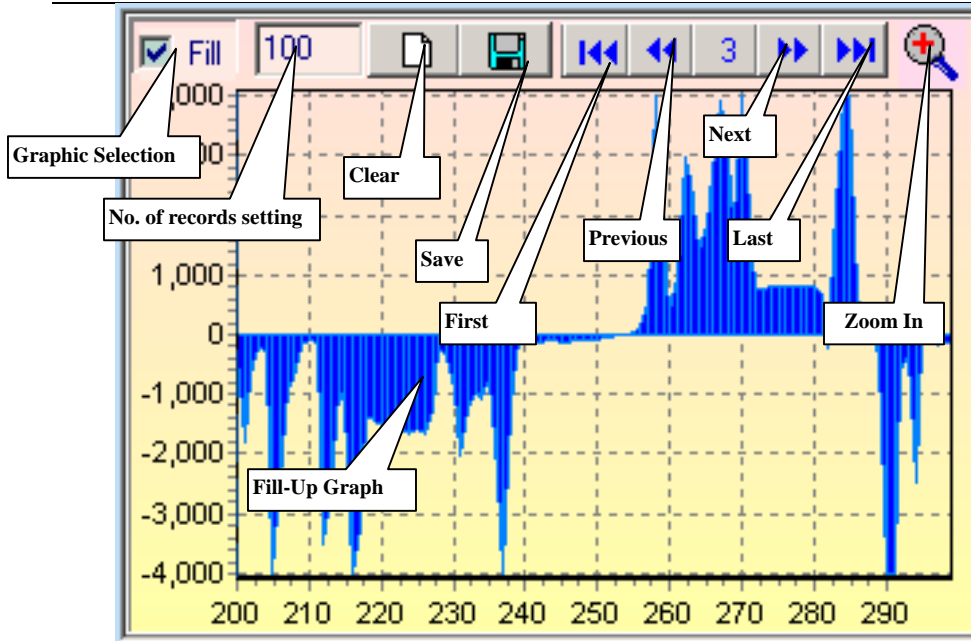 Fill 100 3
,000
Graphic Selection
Next
Clear
No. of records setting
Previous
Last
Save
1,000
First
Zoom In
0
-1,000
-2,000
Fill-Up Graph
-3,000
-4,000
200 210 220 230 240 250 260 270 280 290